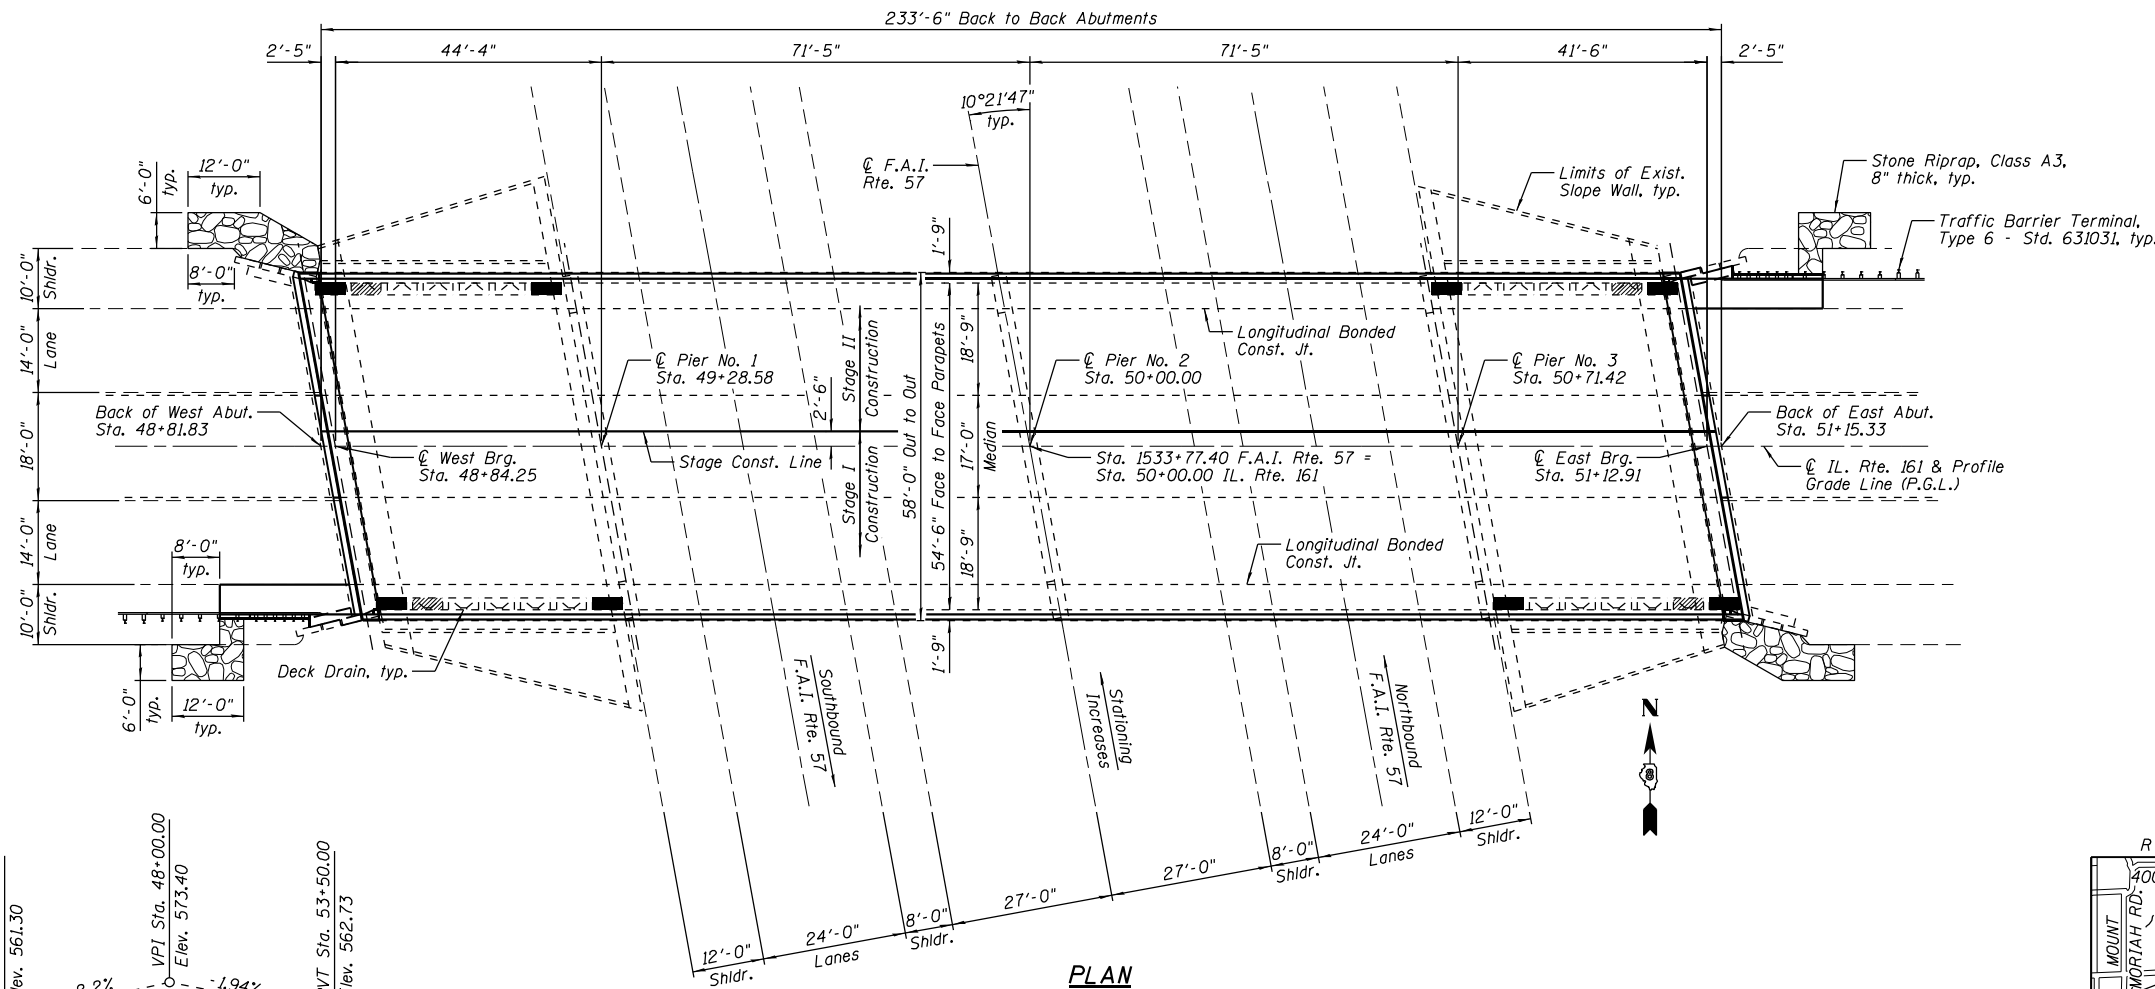 233'-6" Back to Back Abutments
2'-5"
44'-4"
71'-5"
71'-5"
41'-6"
2'-5"
10°21'47"
typ.
℄ F.A.I.
Rte. 57
Limits of Exist.
Slope Wall, typ.
Stone Riprap, Class A3,
8" thick, typ.
Traffic Barrier Terminal,
Type 6 - Std. 631031, typ.
12'-0"
typ.
6'-0"
typ.
8'-0"
typ.
10'-0"
Shldr.
14'-0"
Lane
18'-0"
14'-0"
Lane
10'-0"
Shldr.
1'-9"
Longitudinal Bonded
Const. Jt.
℄ Pier No. 1
Sta. 49+28.58
℄ Pier No. 2
Sta. 50+00.00
℄ Pier No. 3
Sta. 50+71.42
Stage II
Construction
2'-6"
Stage I
Construction
58'-0" Out to Out
54'-6" Face to Face Parapets
18'-9"
17'-0"
Median
18'-9"
Back of West Abut.
Sta. 48+81.83
℄ West Brg.
Sta. 48+84.25
Stage Const. Line
Sta. 1533+77.40 F.A.I. Rte. 57 =
Sta. 50+00.00 IL. Rte. 161
℄ East Brg.
Sta. 51+12.91
Back of East Abut.
Sta. 51+15.33
℄ IL. Rte. 161 & Profile
Grade Line (P.G.L.)
Longitudinal Bonded
Const. Jt.
8'-0"
typ.
6'-0"
typ.
12'-0"
typ.
Deck Drain, typ.
1'-9"
Southbound
F.A.I. Rte. 57
Stationing
Increases
Northbound
F.A.I. Rte. 57
N
12'-0"
Shldr.
24'-0"
Lanes
8'-0"
Shldr.
27'-0"
27'-0"
8'-0"
Shldr.
24'-0"
Lanes
12'-0"
Shldr.
PLAN
lev. 561.30
VPI Sta. 48+00.00
Elev. 573.40
VT Sta. 53+50.00
lev. 562.73
2%
-1.94%
R
400
MOUNT
MORIAH RD.